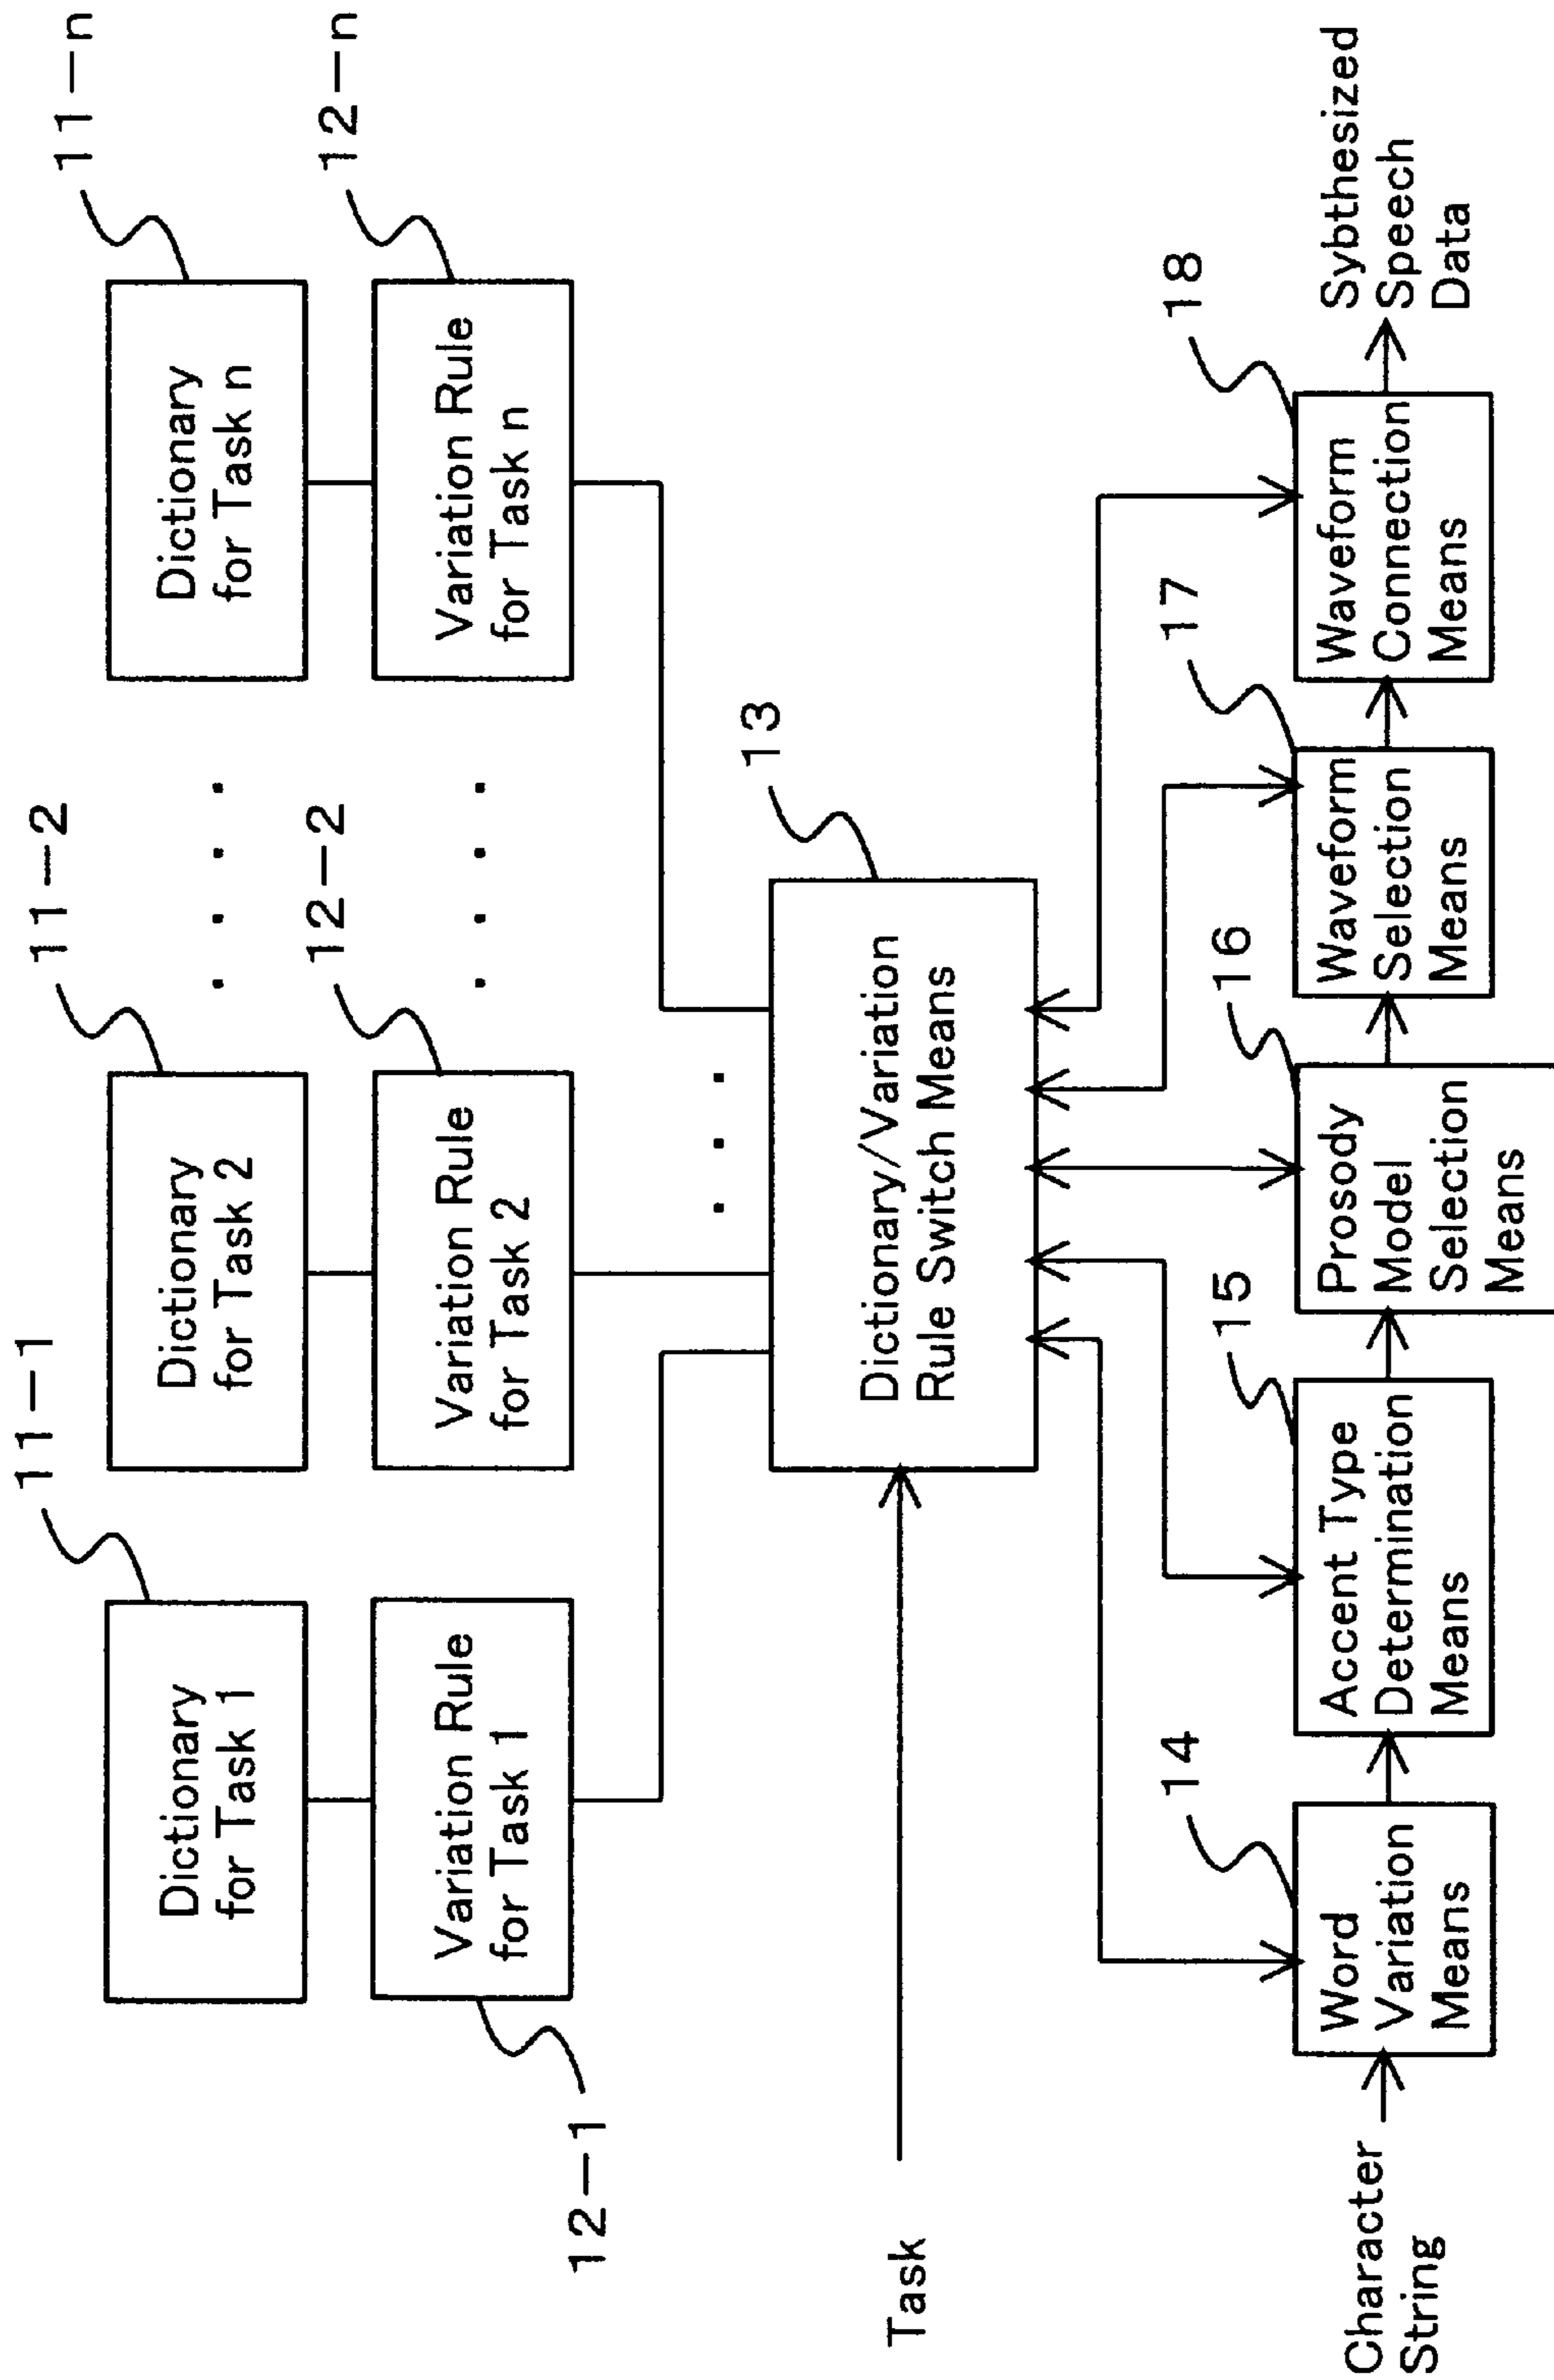 11-1
11-2
11-n
Dictionary
for Task 1
Dictionary
for Task 2
. . . .
Dictionary
for Task n
12-1
12-2
12-n
Variation Rule
for Task 1
Variation Rule
for Task 2
. . . .
Variation Rule
for Task n
. . .
13
Task
Dictionary/Variation
Rule Switch Means
14
15
16
17
18
Character
String
Word
Variation
Means
Accent Type
Determination
Means
Prosody
Model
Selection
Means
Waveform
Selection
Means
Waveform
Connection
Means
Sybthesized
Speech
Data